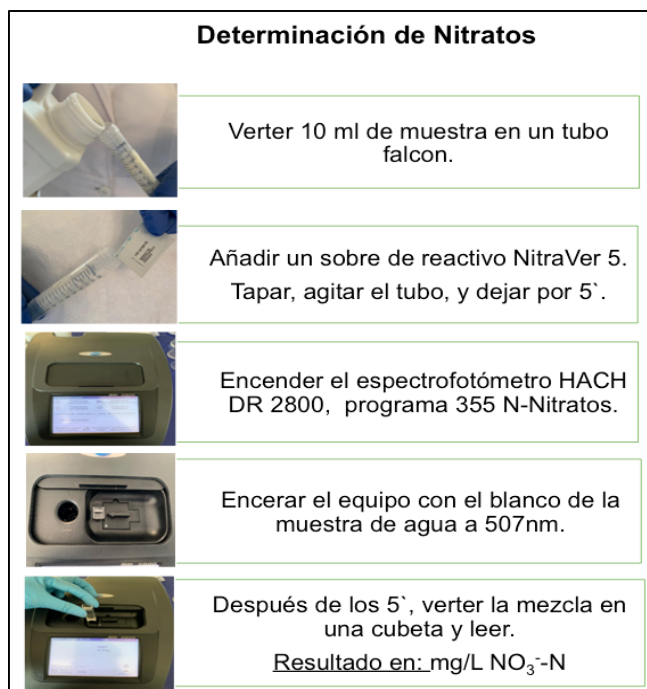 Determinación de Nitratos
Verter 10 ml de muestra en un tubo
falcon.
Añadir un sobre de reactivo NitraVer 5.
Tapar, agitar el tubo, y dejar por 5`.
Encender el espectrofotómetro HACH
DR 2800,  programa 355 N-Nitratos.
Encerar el equipo con el blanco de la
muestra de agua a 507nm.
Después de los 5`, verter la mezcla en
una cubeta y leer.
Resultado en: mg/L NO₃⁻-N